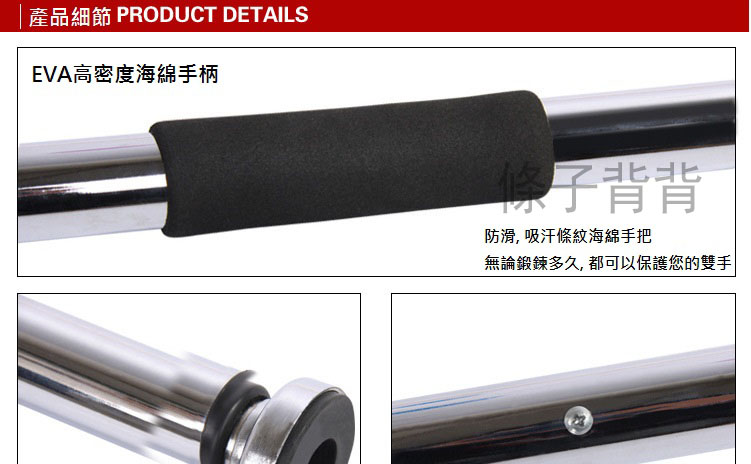 產品細節 PRODUCT DETAILS
EVA高密度海綿手柄
條子背背
防滑, 吸汗條紋海綿手把
無論鍛鍊多久, 都可以保護您的雙手